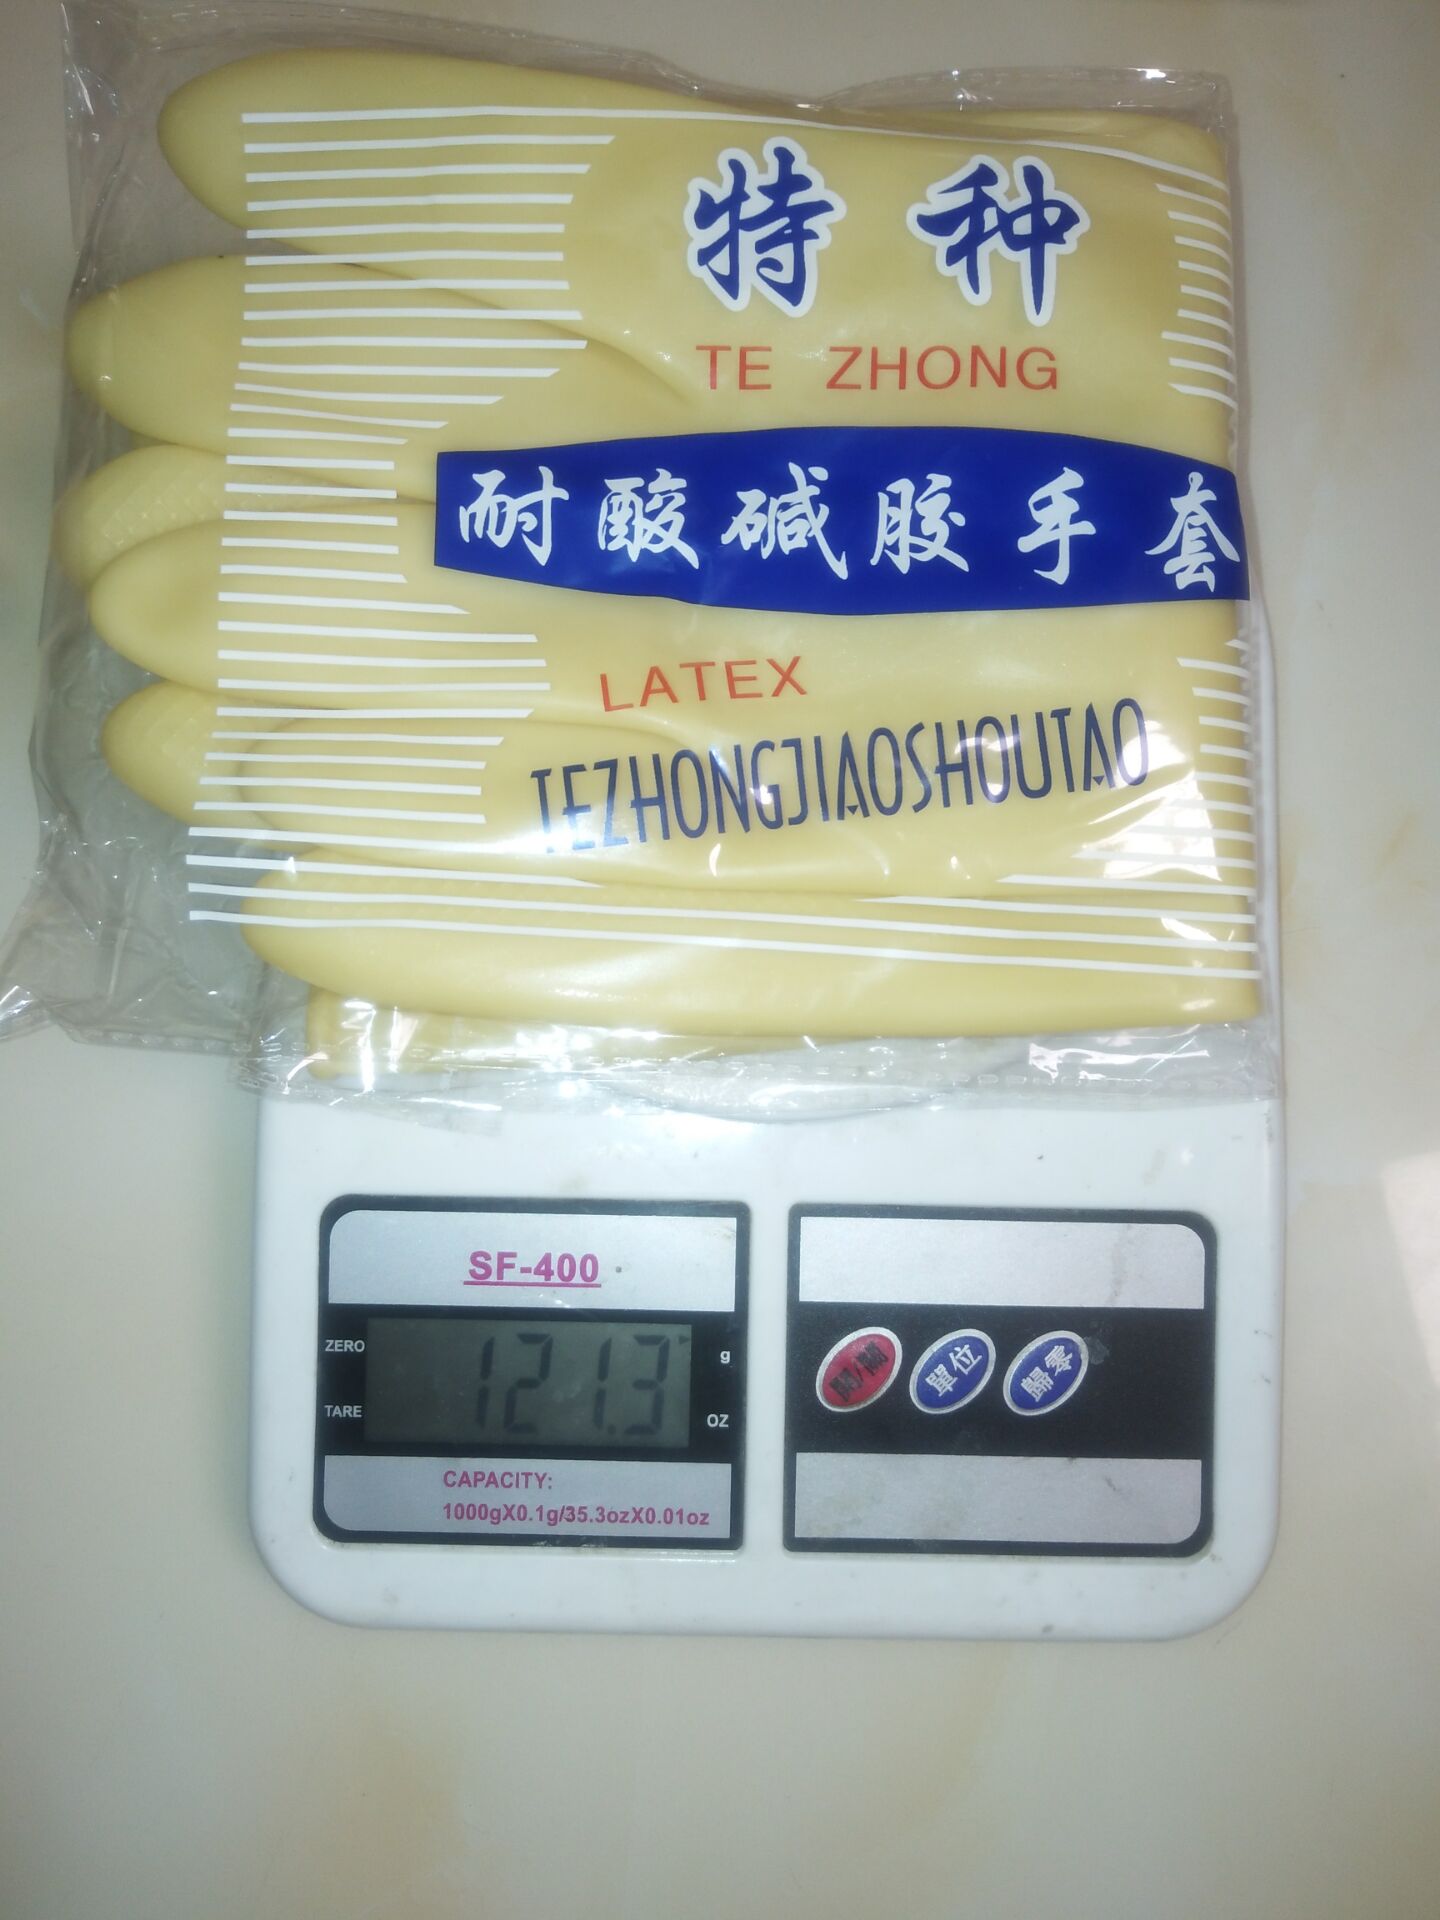 特种
TE ZHONG
耐酸碱胶手套
LATEX
TEZHONGJIAOSHOUTAO
SF-400
ZERO
TARE
121.3
g
OZ
開/關
單位
歸零
CAPACITY:
1000gX0.1g/35.3ozX0.01oz